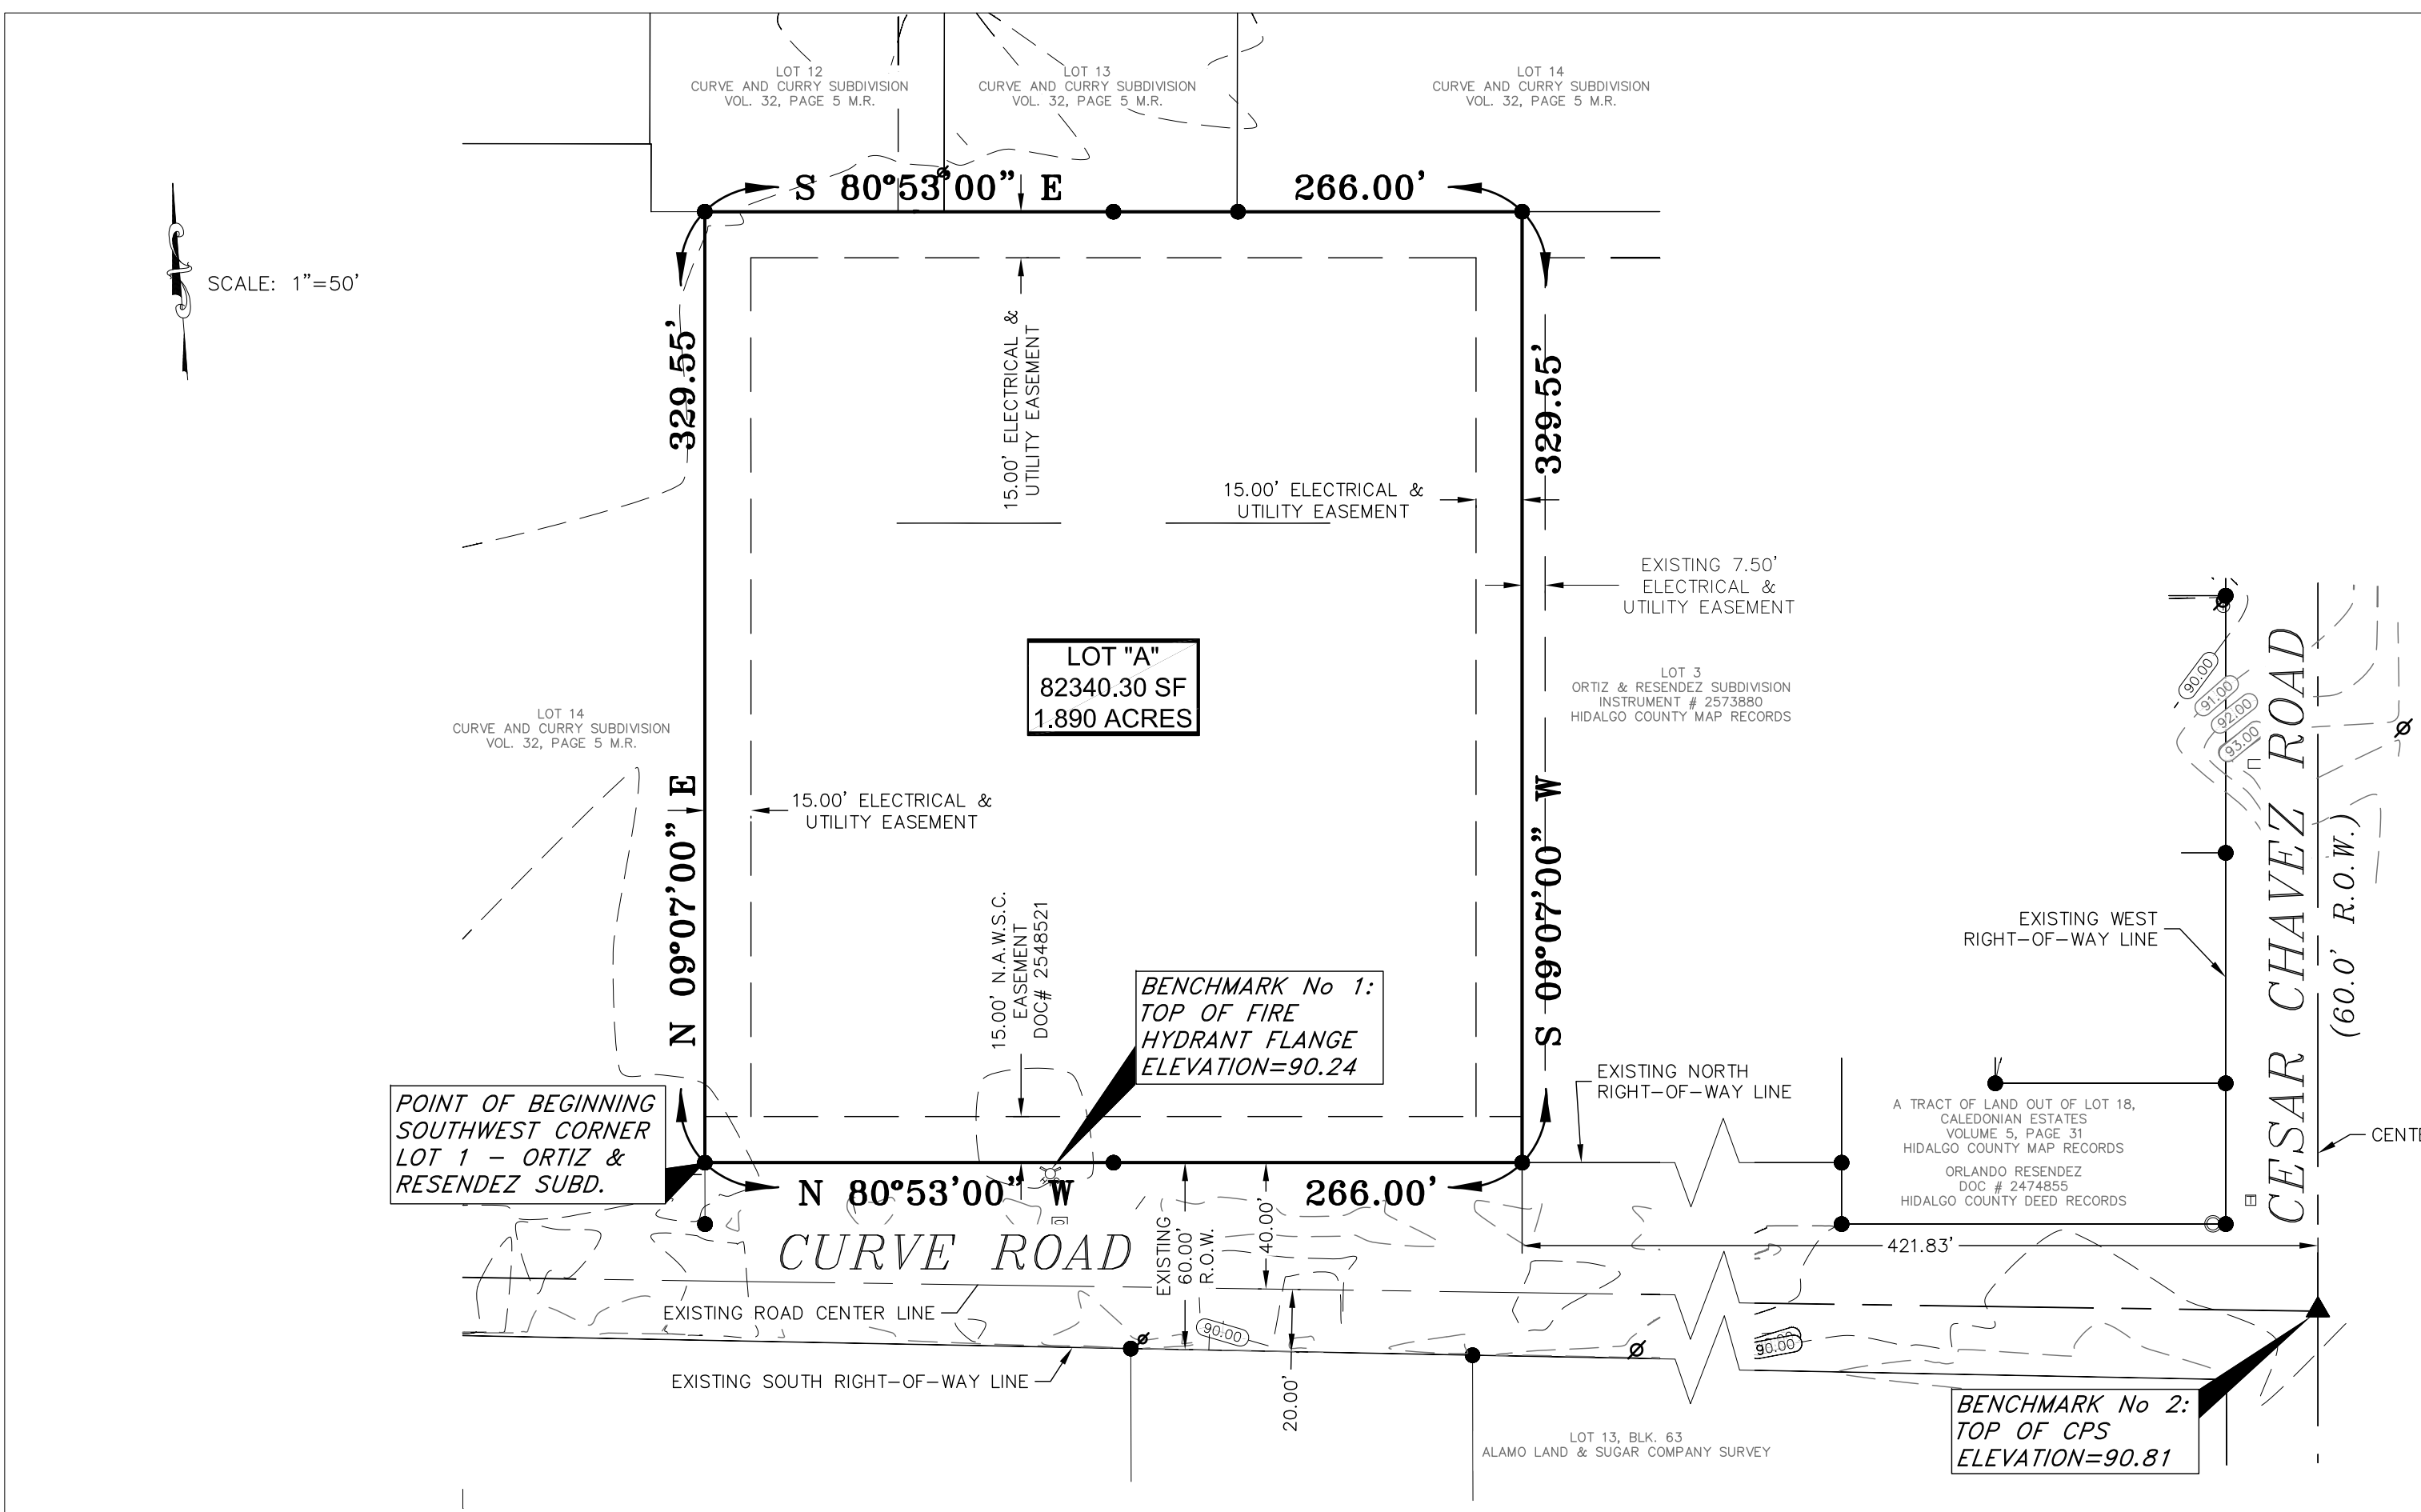 LOT 12
CURVE AND CURRY SUBDIVISION
VOL. 32, PAGE 5 M.R.
LOT 13
CURVE AND CURRY SUBDIVISION
VOL. 32, PAGE 5 M.R.
LOT 14
CURVE AND CURRY SUBDIVISION
VOL. 32, PAGE 5 M.R.
S 80°53'00" E
266.00'
SCALE: 1"=50'
329.55'
15.00' ELECTRICAL &
UTILITY EASEMENT
329.55'
15.00' ELECTRICAL &
UTILITY EASEMENT
EXISTING 7.50'
ELECTRICAL &
UTILITY EASEMENT
LOT "A"
82340.30 SF
1.890 ACRES
LOT 3
ORTIZ & RESENDEZ SUBDIVISION
INSTRUMENT # 2573880
HIDALGO COUNTY MAP RECORDS
LOT 14
CURVE AND CURRY SUBDIVISION
VOL. 32, PAGE 5 M.R.
90.00
91.00
92.00
93.00
15.00' ELECTRICAL &
UTILITY EASEMENT
N 09°07'00" E
S 09°07'00" W
15.00' N.A.W.S.C.
EASEMENT
DOC# 2548521
BENCHMARK No 1:
TOP OF FIRE
HYDRANT FLANGE
ELEVATION=90.24
EXISTING WEST
RIGHT-OF-WAY LINE
CESAR CHAVEZ ROAD
(60.0' R.O.W.)
EXISTING NORTH
RIGHT-OF-WAY LINE
POINT OF BEGINNING
SOUTHWEST CORNER
LOT 1 - ORTIZ &
RESENDEZ SUBD.
A TRACT OF LAND OUT OF LOT 18,
CALEDONIAN ESTATES
VOLUME 5, PAGE 31
HIDALGO COUNTY MAP RECORDS
ORLANDO RESENDEZ
DOC # 2474855
HIDALGO COUNTY DEED RECORDS
CENTE
N 80°53'00" W
266.00'
CURVE ROAD
EXISTING
60.00'
R.O.W.
40.00'
421.83'
EXISTING ROAD CENTER LINE
90.00
90.00
EXISTING SOUTH RIGHT-OF-WAY LINE
20.00'
LOT 13, BLK. 63
ALAMO LAND & SUGAR COMPANY SURVEY
BENCHMARK No 2:
TOP OF CPS
ELEVATION=90.81